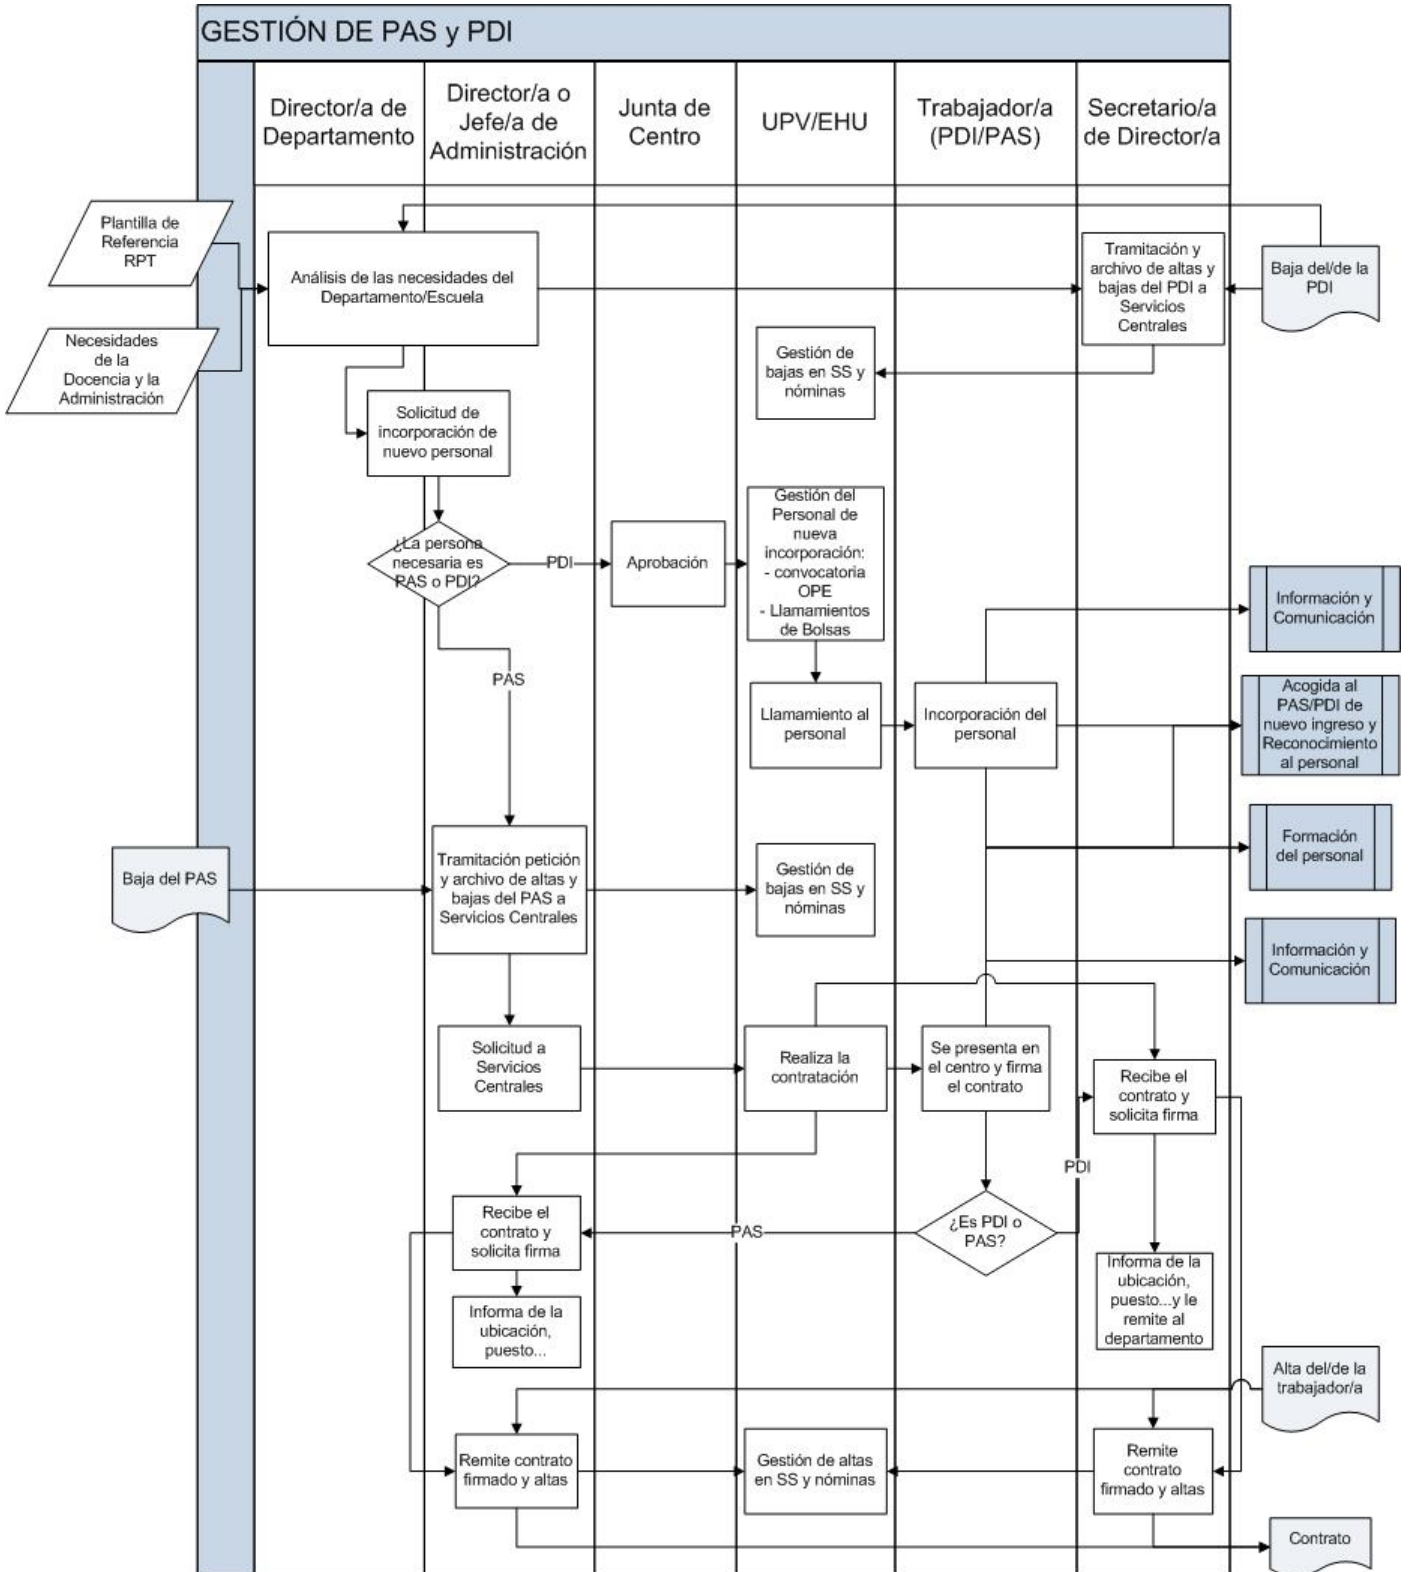 GESTIÓN DE PAS y PDI
Director/a de
Departamento
Director/a o
Jefe/a de
Administración
Junta de
Centro
UPV/EHU
Trabajador/a
(PDI/PAS)
Secretario/a
de Director/a
Plantilla de
Referencia
RPT
Análisis de las necesidades del
Departamento/Escuela
Tramitación y
archivo de altas y
bajas del PDI a
Servicios
Centrales
Baja del/de la
PDI
Necesidades
de la
Docencia y la
Administración
Gestión de
bajas en SS y
nóminas
Solicitud de
incorporación de
nuevo personal
¿La persona
necesaria es
PAS o PDI?
PDI
Aprobación
Gestión del
Personal de
nueva
incorporación:
- convocatoria
OPE
- Llamamientos
de Bolsas
Información y
Comunicación
PAS
Llamamiento al
personal
Incorporación del
personal
Acogida al
PAS/PDI de
nuevo ingreso y
Reconocimiento
al personal
Formación
del personal
Baja del PAS
Tramitación petición
y archivo de altas y
bajas del PAS a
Servicios Centrales
Gestión de
bajas en SS y
nóminas
Información y
Comunicación
Solicitud a
Servicios
Centrales
Realiza la
contratación
Se presenta en
el centro y firma
el contrato
Recibe el
contrato y
solicita firma
PDI
Recibe el
contrato y
solicita firma
PAS
¿Es PDI o
PAS?
Informa de la
ubicación,
puesto...y le
remite al
departamento
Informa de la
ubicación,
puesto...
Alta del/de la
trabajador/a
Remite contrato
firmado y altas
Gestión de altas
en SS y nóminas
Remite
contrato
firmado y altas
Contrato